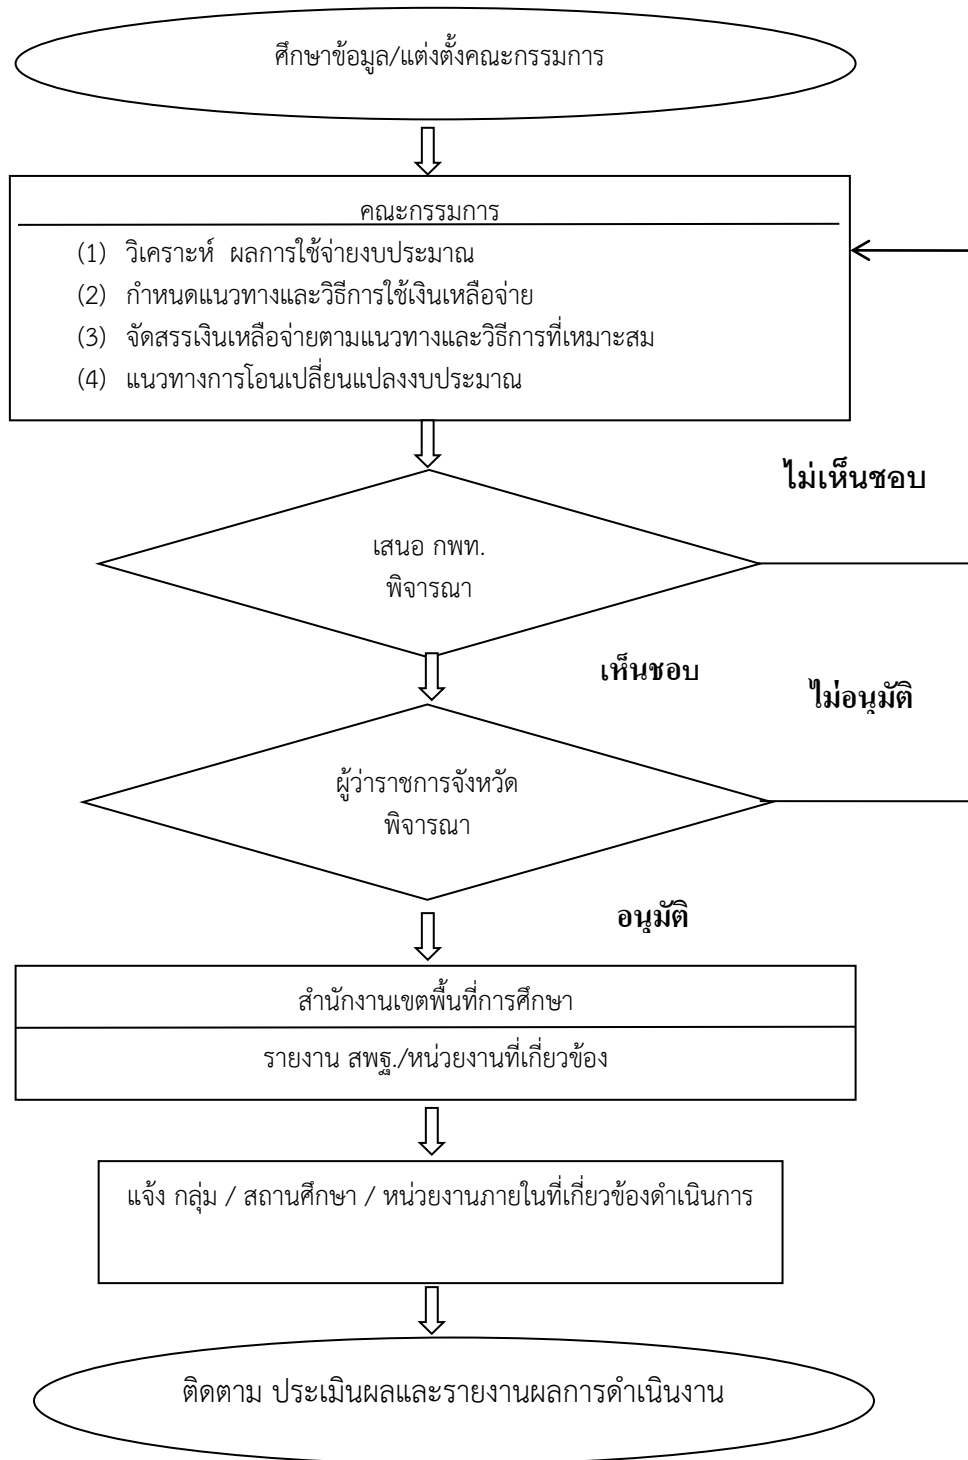 ศึกษาข้อมูล/แต่งตั้งคณะกรรมการ
คณะกรรมการ
(1) วิเคราะห์ ผลการใช้จ่ายงบประมาณ
(2) กำหนดแนวทางและวิธีการใช้เงินเหลือจ่าย
(3) จัดสรรเงินเหลือจ่ายตามแนวทางและวิธีการที่เหมาะสม
(4) แนวทางการโอนเปลี่ยนแปลงงบประมาณ
ไม่เห็นชอบ
เสนอ กพท.
พิจารณา
เห็นชอบ
ไม่อนุมัติ
ผู้ว่าราชการจังหวัด
พิจารณา
อนุมัติ
สำนักงานเขตพื้นที่การศึกษา
รายงาน สพฐ./หน่วยงานที่เกี่ยวข้อง
แจ้ง กลุ่ม / สถานศึกษา / หน่วยงานภายในที่เกี่ยวข้องดำเนินการ
ติดตาม ประเมินผลและรายงานผลการดำเนินงาน